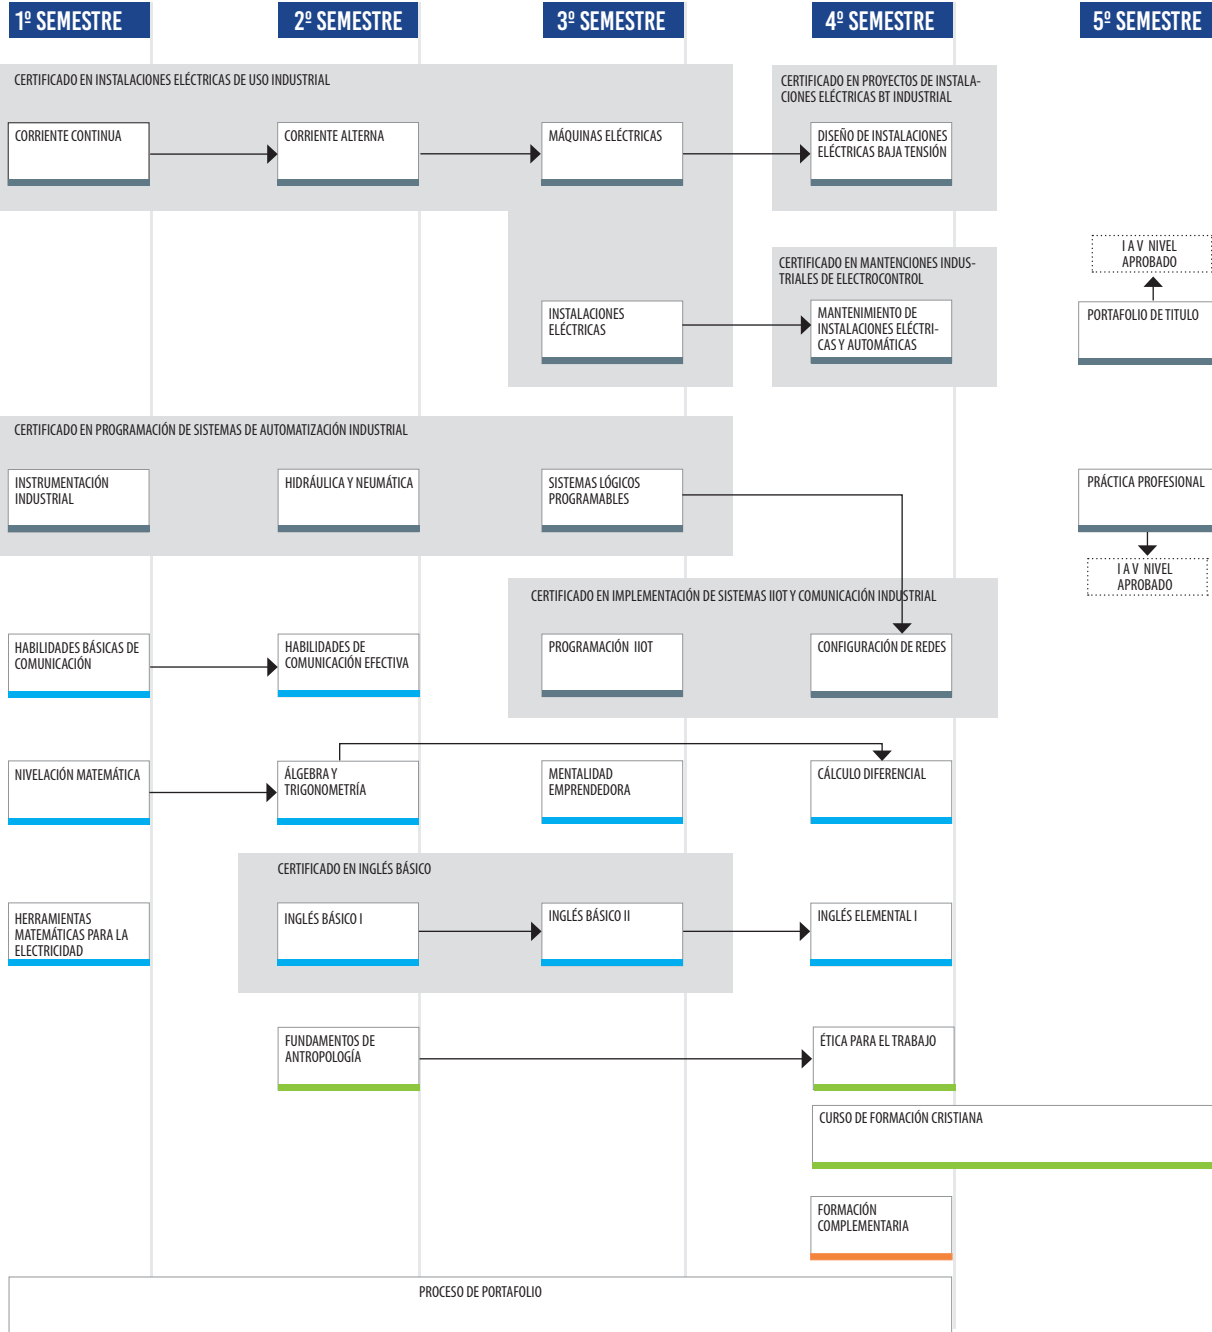 1º SEMESTRE
2º SEMESTRE
3º SEMESTRE
4º SEMESTRE
5º SEMESTRE
CERTIFICADO EN INSTALACIONES ELÉCTRICAS DE USO INDUSTRIAL
CERTIFICADO EN PROYECTOS DE INSTALA-
CIONES ELÉCTRICAS BT INDUSTRIAL
CORRIENTE CONTINUA
CORRIENTE ALTERNA
MÁQUINAS ELÉCTRICAS
DISEÑO DE INSTALACIONES
ELÉCTRICAS BAJA TENSIÓN
I A V NIVEL
APROBADO
CERTIFICADO EN MANTENCIONES INDUS-
TRIALES DE ELECTROCONTROL
INSTALACIONES
ELÉCTRICAS
MANTENIMIENTO DE
INSTALACIONES ELÉCTRI-
CAS Y AUTOMÁTICAS
PORTAFOLIO DE TITULO
CERTIFICADO EN PROGRAMACIÓN DE SISTEMAS DE AUTOMATIZACIÓN INDUSTRIAL
INSTRUMENTACIÓN
INDUSTRIAL
HIDRÁULICA Y NEUMÁTICA
SISTEMAS LÓGICOS
PROGRAMABLES
PRÁCTICA PROFESIONAL
I A V NIVEL
APROBADO
CERTIFICADO EN IMPLEMENTACIÓN DE SISTEMAS IIOT Y COMUNICACIÓN INDUSTRIAL
HABILIDADES BÁSICAS DE
COMUNICACIÓN
HABILIDADES DE
COMUNICACIÓN EFECTIVA
PROGRAMACIÓN IIOT
CONFIGURACIÓN DE REDES
NIVELACIÓN MATEMÁTICA
ÁLGEBRA Y
TRIGONOMETRÍA
MENTALIDAD
EMPRENDEDORA
CÁLCULO DIFERENCIAL
CERTIFICADO EN INGLÉS BÁSICO
HERRAMIENTAS
MATEMÁTICAS PARA LA
ELECTRICIDAD
INGLÉS BÁSICO I
INGLÉS BÁSICO II
INGLÉS ELEMENTAL I
FUNDAMENTOS DE
ANTROPOLOGÍA
ÉTICA PARA EL TRABAJO
CURSO DE FORMACIÓN CRISTIANA
FORMACIÓN
COMPLEMENTARIA
PROCESO DE PORTAFOLIO